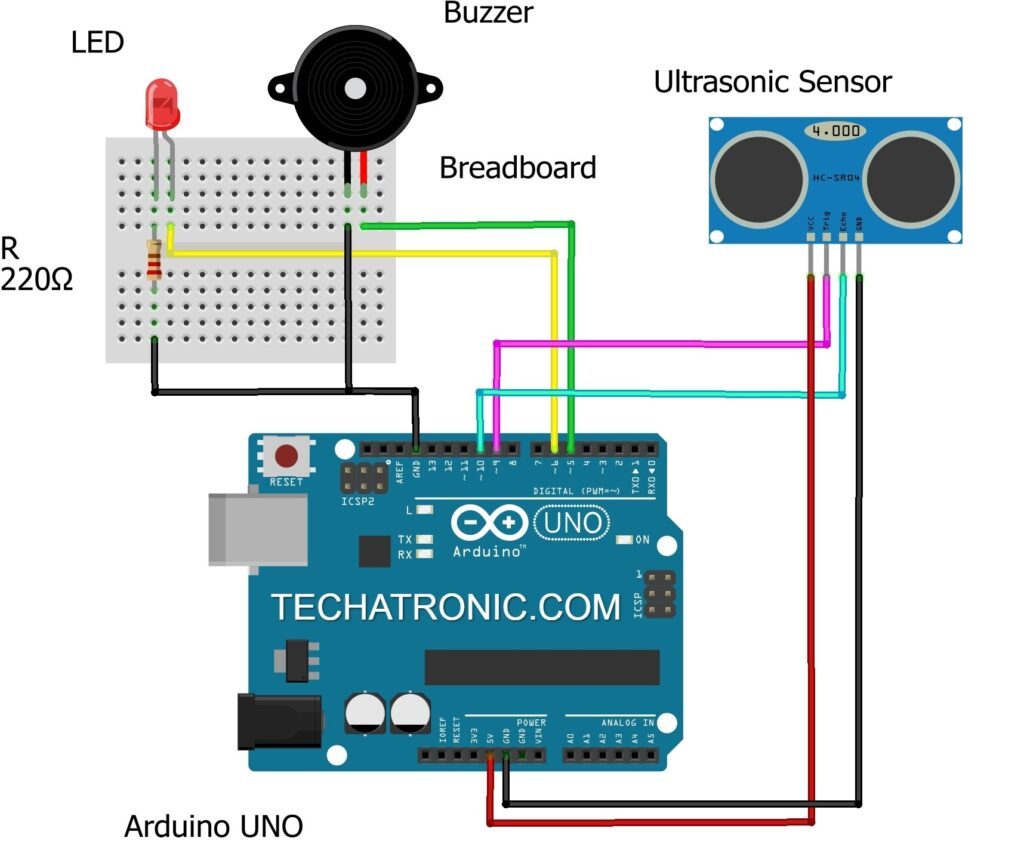 Buzzer
LED
Ultrasonic Sensor
4.000
HC-SR04
VCC
Trig
Echo
GND
Breadboard
R
220Ω
RESET
ICSP2
AREF
GND
13
12
~11
~10
~9
8
7
~6
~5
4
~3
2
TXD▶1
RXD◀0
DIGITAL (PWM=~)
L
TX
RX
Arduino™
UNO
ON
1
ICSP
TECHATRONIC.COM
POWER
ANALOG IN
IOREF
RESET
3V3
5V
GND
GND
VIN
A0
A1
A2
A3
A4
A5
Arduino UNO